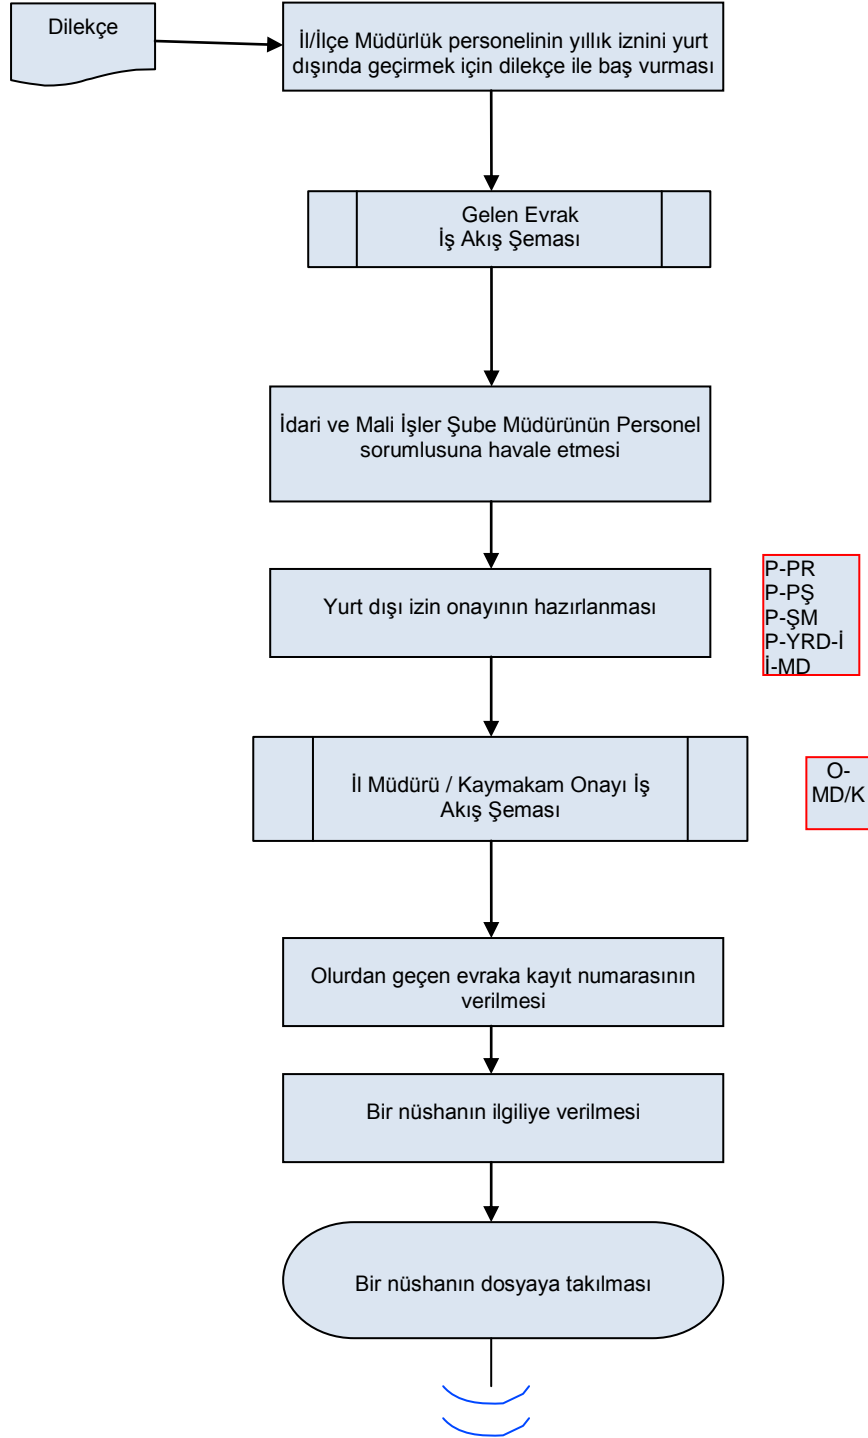 Dilekçe
İl/İlçe Müdürlük personelinin yıllık iznini yurt
dışında geçirmek için dilekçe ile baş vurması
Gelen Evrak
İş Akış Şeması
İdari ve Mali İşler Şube Müdürünün Personel
sorumlusuna havale etmesi
Yurt dışı izin onayının hazırlanması
P-PR
P-PŞ
P-ŞM
P-YRD-İ
İ-MD
İl Müdürü / Kaymakam Onayı İş
Akış Şeması
O-
MD/K
Olurdan geçen evraka kayıt numarasının
verilmesi
Bir nüshanın ilgiliye verilmesi
Bir nüshanın dosyaya takılması